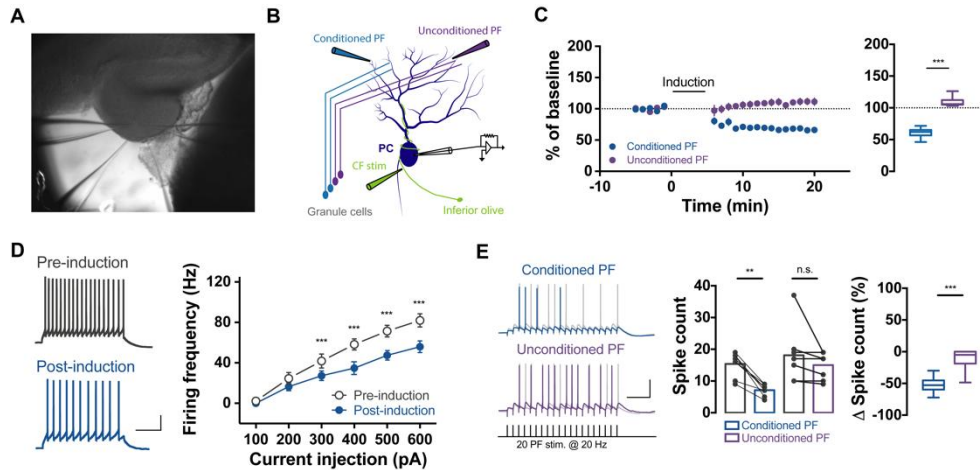 A
B
Conditioned PF
Unconditioned PF
PC
CF stim
Granule cells
Inferior olive
C
% of baseline
200
150
100
50
0
Induction
Conditioned PF
Unconditioned PF
-10
0
10
20
30
Time (min)
200
150
100
50
0
***
D
Pre-induction
Post-induction
Firing frequency (Hz)
120
80
40
0
***
***
***
***
Pre-induction
Post-induction
100
200
300
400
500
600
Current injection (pA)
E
Conditioned PF
Unconditioned PF
20 PF stim. @ 20 Hz
Spike count
40
30
20
10
0
**
n.s.
Conditioned PF
Unconditioned PF
Δ Spike count (%)
100
50
0
-50
-100
***